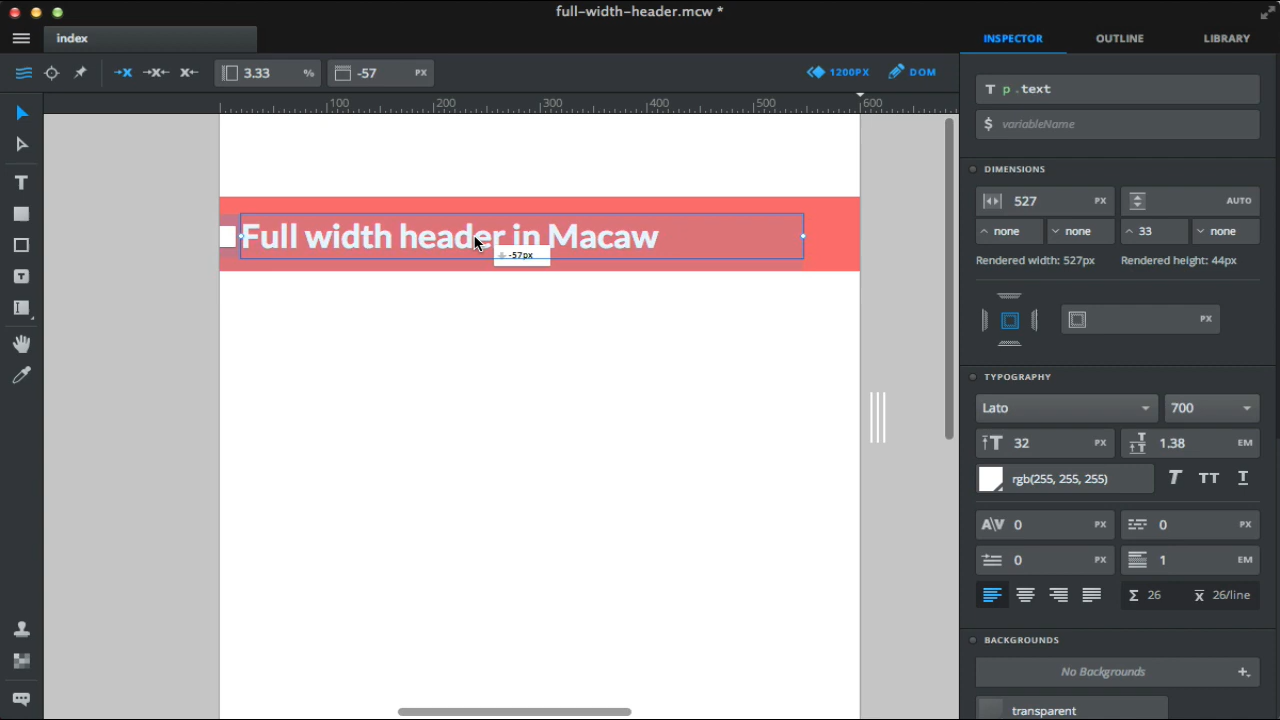 full-width-header.mcw *
index
INSPECTOR OUTLINE LIBRARY
3.33 % -57 PX 1200PX DOM
100 200 300 400 500 600
p .text
$ variableName
DIMENSIONS
527 PX AUTO
none none 33 none
Rendered width: 527px Rendered height: 44px
PX
Full width header in Macaw
-57px
TYPOGRAPHY
Lato 700
32 PX 1.38 EM
rgb(255, 255, 255) T TT T
A\V 0 PX 0 PX
0 PX 1 EM
Σ 26 x 26/line
BACKGROUNDS
No Backgrounds
transparent